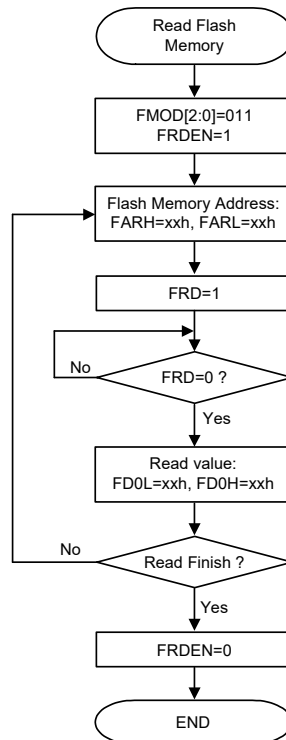 Read Flash
Memory
FMOD[2:0]=011
FRDEN=1
Flash Memory Address:
FARH=xxh, FARL=xxh
FRD=1
No
FRD=0 ?
Yes
Read value:
FD0L=xxh, FD0H=xxh
No
Read Finish ?
Yes
FRDEN=0
END